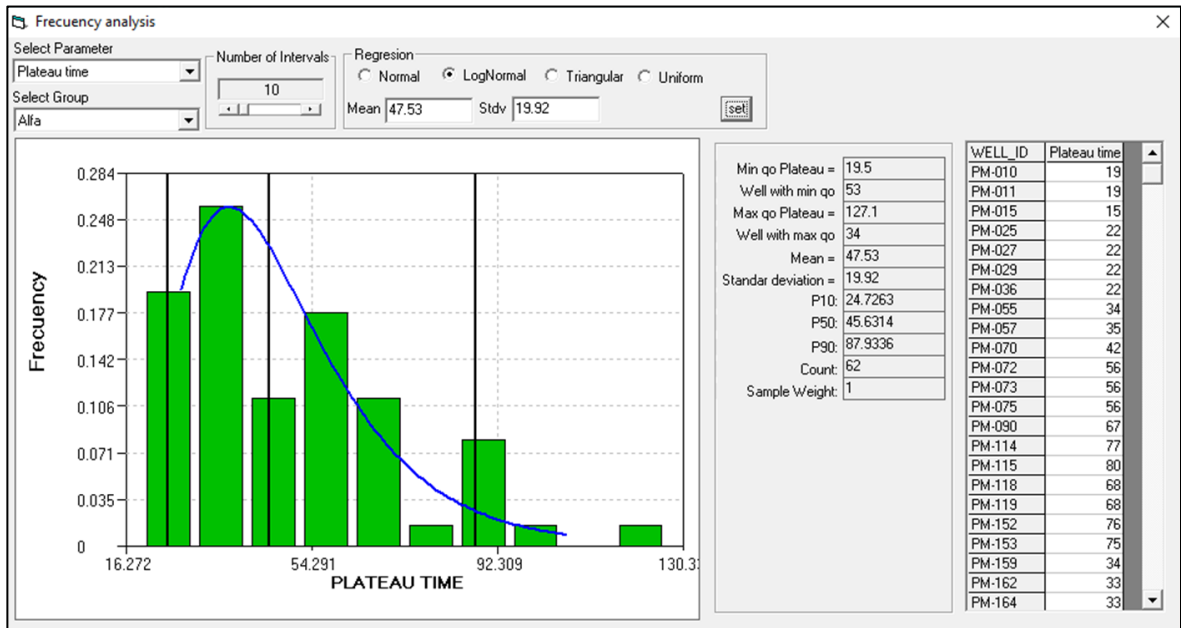 Frecuency analysis
Select Parameter
Plateau time
Select Group
Alfa
Number of Intervals
10
Regresion
Normal LogNormal Triangular Uniform
Mean 47.53 Stdv 19.92 set
0.284
0.248
0.213
0.177
0.142
0.106
0.071
0.035
0
Frecuency
16.272 54.291 92.309 130.3
PLATEAU TIME
Min qo Plateau = 19.5
Well with min qo 53
Max qo Plateau = 127.1
Well with max qo 34
Mean = 47.53
Standar deviation = 19.92
P10: 24.7263
P50: 45.6314
P90: 87.9336
Count: 62
Sample Weight: 1
WELL_ID Plateau time
PM-010 19
PM-011 19
PM-015 15
PM-025 22
PM-027 22
PM-029 22
PM-036 22
PM-055 34
PM-057 35
PM-070 42
PM-072 56
PM-073 56
PM-075 56
PM-090 67
PM-114 77
PM-115 80
PM-118 68
PM-119 68
PM-152 76
PM-153 75
PM-159 34
PM-162 33
PM-164 33